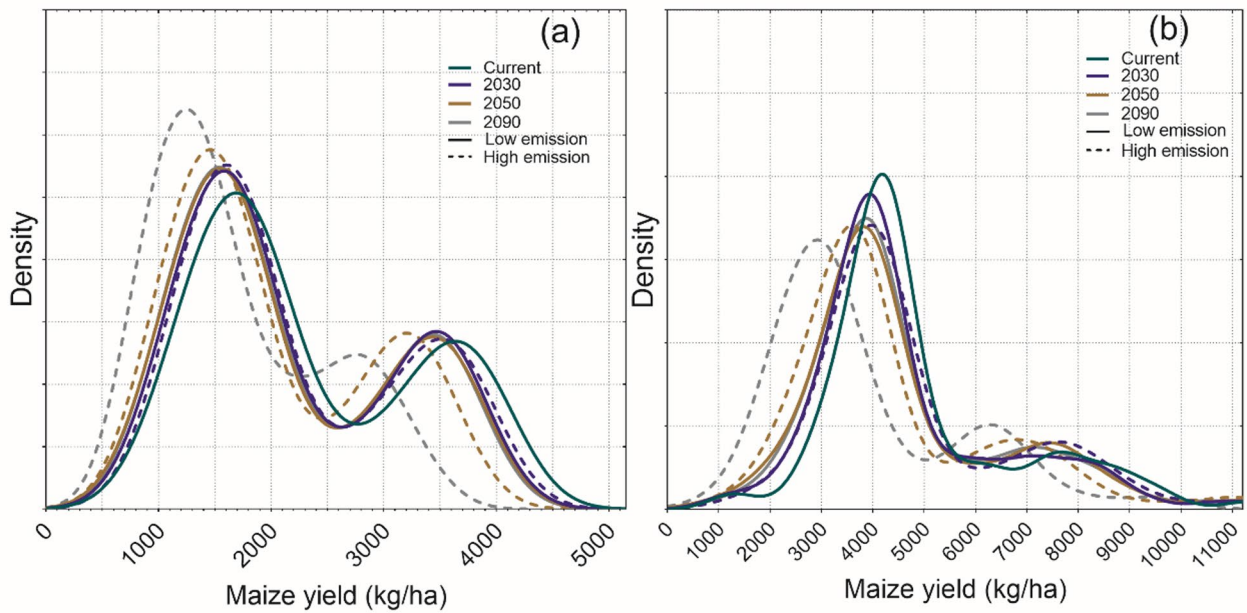 (a)
Current
2030
2050
2090
Low emission
High emission
Density
0 1000 2000 3000 4000 5000
Maize yield (kg/ha)
(b)
Current
2030
2050
2090
Low emission
High emission
Density
0 1000 2000 3000 4000 5000 6000 7000 8000 9000 10000 11000
Maize yield (kg/ha)